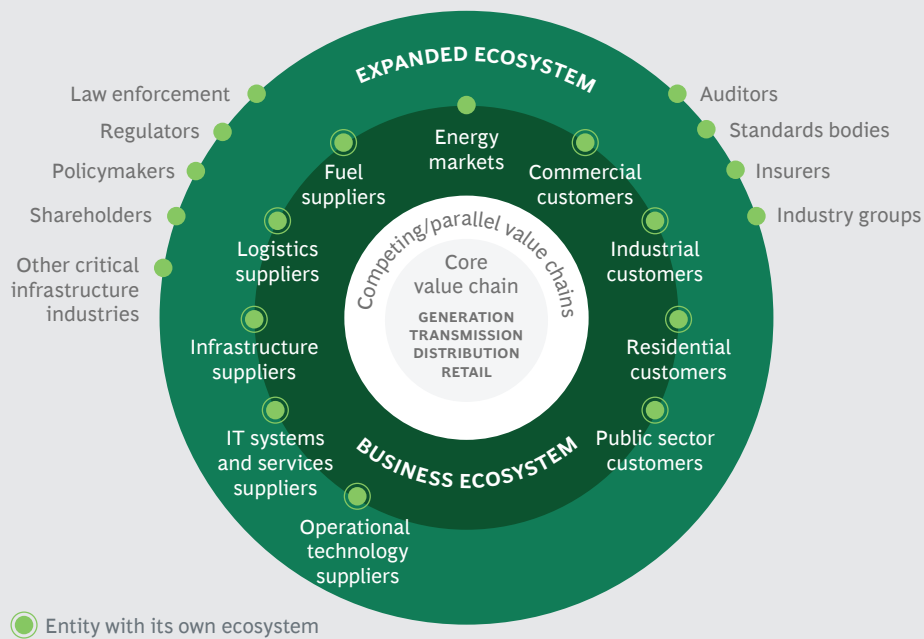 EXPANDED ECOSYSTEM
Law enforcement
Regulators
Policymakers
Shareholders
Other critical
infrastructure
industries
Auditors
Standards bodies
Insurers
Industry groups
Energy
markets
Fuel
suppliers
Commercial
customers
Logistics
suppliers
Industrial
customers
Infrastructure
suppliers
Residential
customers
IT systems
and services
suppliers
Public sector
customers
Operational
technology
suppliers
Competing/parallel value chains
Core
value chain
GENERATION
TRANSMISSION
DISTRIBUTION
RETAIL
BUSINESS ECOSYSTEM
Entity with its own ecosystem